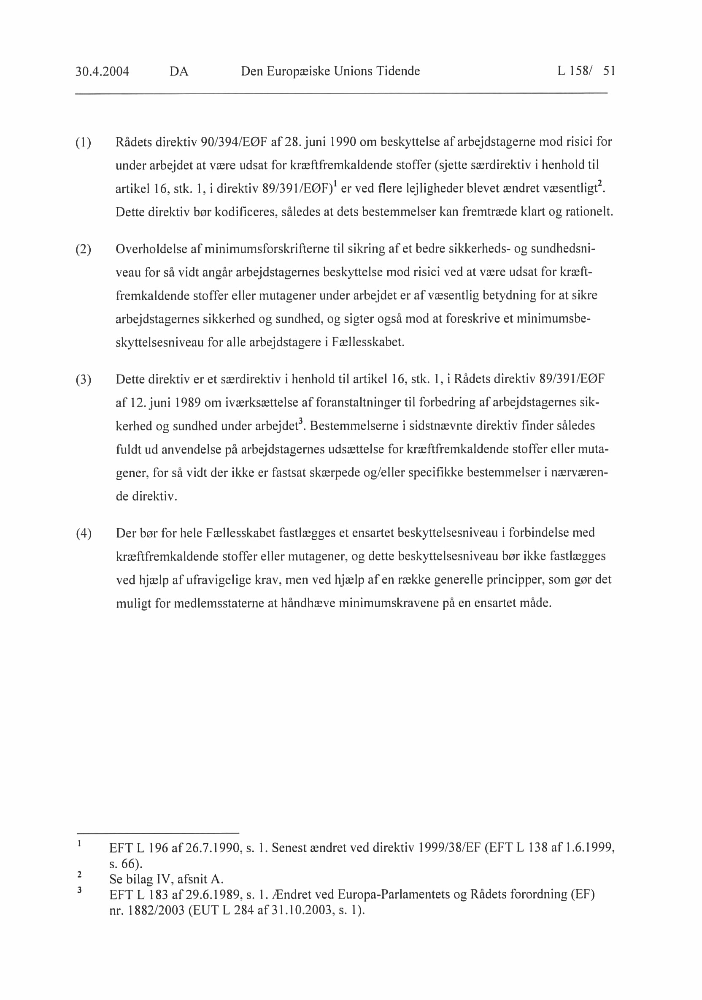 30.4.2004 DA Den Europæiske Unions Tidende L 158/ 51
(1) Rådets direktiv 90/394/EØF af 28. juni 1990 om beskyttelse af arbejdstagerne mod risici for
under arbejdet at være udsat for kræftfremkaldende stoffer (sjette særdirektiv i henhold til
artikel 16, stk. 1, i direktiv 89/391/EØF)¹ er ved flere lejligheder blevet ændret væsentligt².
Dette direktiv bør kodificeres, således at dets bestemmelser kan fremtræde klart og rationelt.
(2) Overholdelse af minimumsforskrifterne til sikring af et bedre sikkerheds- og sundhedsni-
veau for så vidt angår arbejdstagernes beskyttelse mod risici ved at være udsat for kræft-
fremkaldende stoffer eller mutagener under arbejdet er af væsentlig betydning for at sikre
arbejdstagernes sikkerhed og sundhed, og sigter også mod at foreskrive et minimumsbe-
skyttelsesniveau for alle arbejdstagere i Fællesskabet.
(3) Dette direktiv er et særdirektiv i henhold til artikel 16, stk. 1, i Rådets direktiv 89/391/EØF
af 12. juni 1989 om iværksættelse af foranstaltninger til forbedring af arbejdstagernes sik-
kerhed og sundhed under arbejdet³. Bestemmelserne i sidstnævnte direktiv finder således
fuldt ud anvendelse på arbejdstagernes udsættelse for kræftfremkaldende stoffer eller muta-
gener, for så vidt der ikke er fastsat skærpede og/eller specifikke bestemmelser i nærværen-
de direktiv.
(4) Der bør for hele Fællesskabet fastlægges et ensartet beskyttelsesniveau i forbindelse med
kræftfremkaldende stoffer eller mutagener, og dette beskyttelsesniveau bør ikke fastlægges
ved hjælp af ufravigelige krav, men ved hjælp af en række generelle principper, som gør det
muligt for medlemsstaterne at håndhæve minimumskravene på en ensartet måde.
1 EFT L 196 af 26.7.1990, s. 1. Senest ændret ved direktiv 1999/38/EF (EFT L 138 af 1.6.1999,
s. 66).
2 Se bilag IV, afsnit A.
3 EFT L 183 af 29.6.1989, s. 1. Ændret ved Europa-Parlamentets og Rådets forordning (EF)
nr. 1882/2003 (EUT L 284 af 31.10.2003, s. 1).